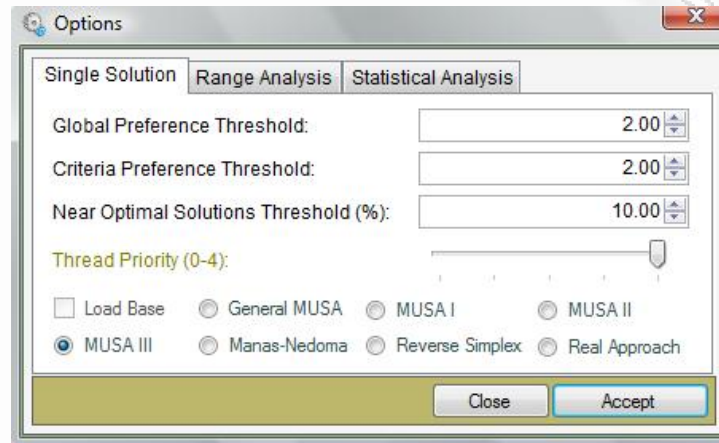 Options
X
Single Solution Range Analysis Statistical Analysis
Global Preference Threshold: 2.00
Criteria Preference Threshold: 2.00
Near Optimal Solutions Threshold (%): 10.00
Thread Priority (0-4):
Load Base General MUSA MUSA I MUSA II
MUSA III Manas-Nedoma Reverse Simplex Real Approach
Close Accept